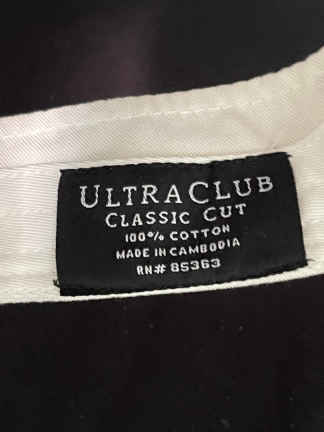 ULTRACLUB
CLASSIC CUT
100% COTTON
MADE IN CAMBODIA
RN# 85363